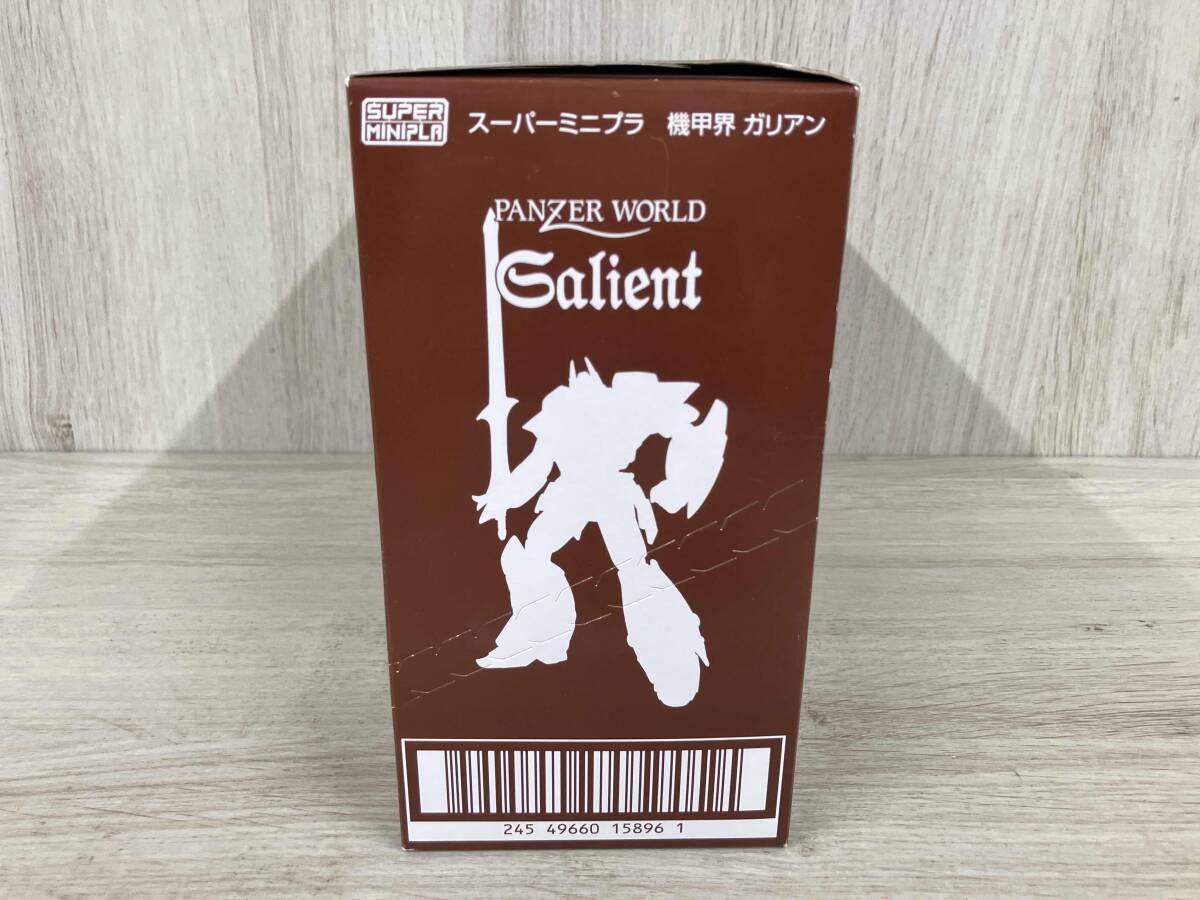 SUPER
MINIPLA
スーパーミニプラ 機甲界 ガリアン
PANZER WORLD
Galient
245 49660 15896 1